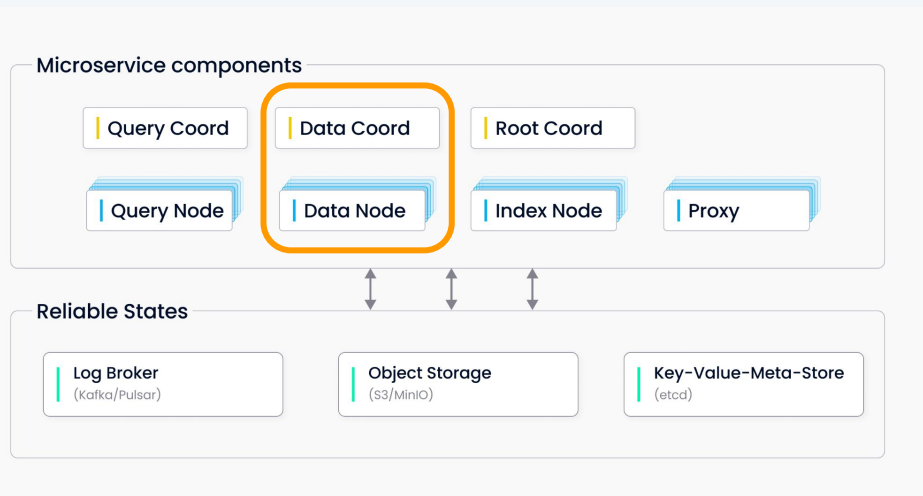 Microservice components
Query Coord
Data Coord
Root Coord
Query Node
Data Node
Index Node
Proxy
Reliable States
Log Broker
(Kafka/Pulsar)
Object Storage
(S3/MinIO)
Key-Value-Meta-Store
(etcd)